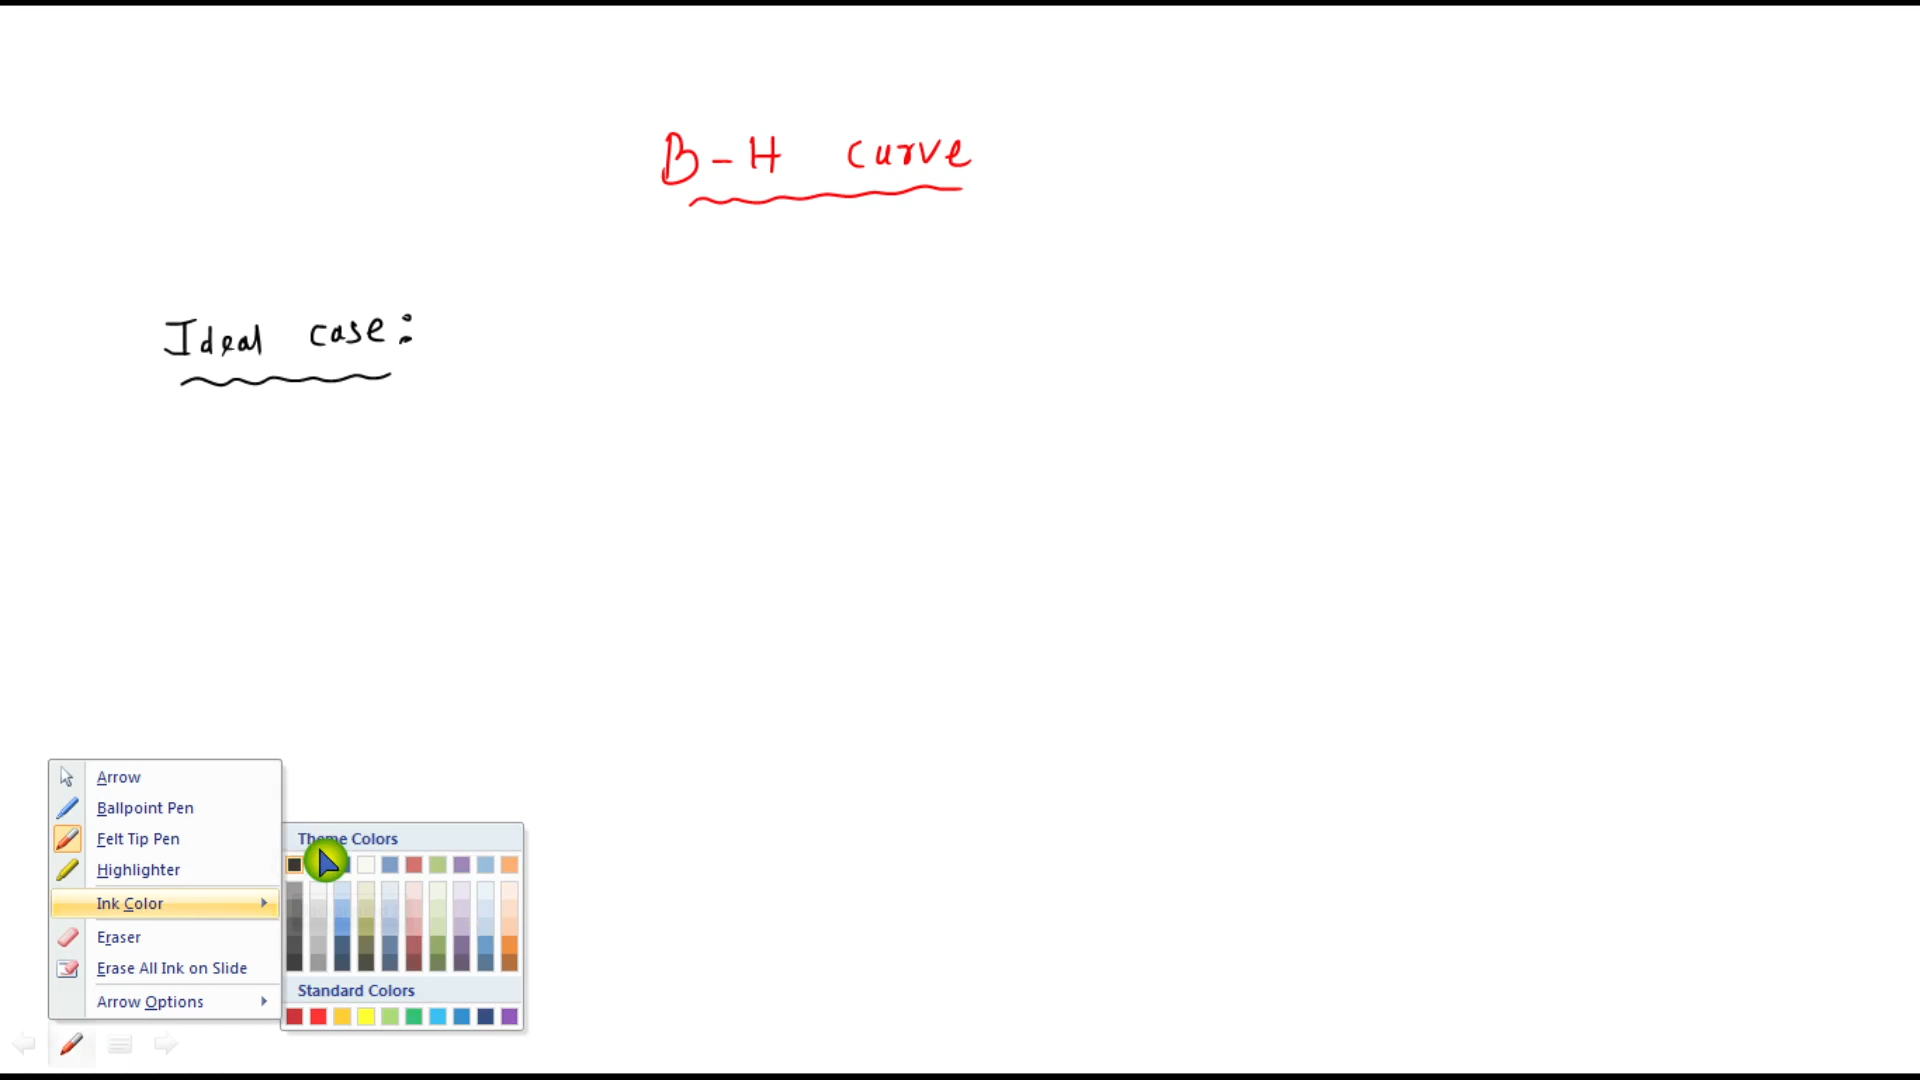 B-H curve
Ideal case:
Arrow
Ballpoint Pen
Felt Tip Pen
Highlighter
Ink Color
Eraser
Erase All Ink on Slide
Arrow Options
Theme Colors
Standard Colors